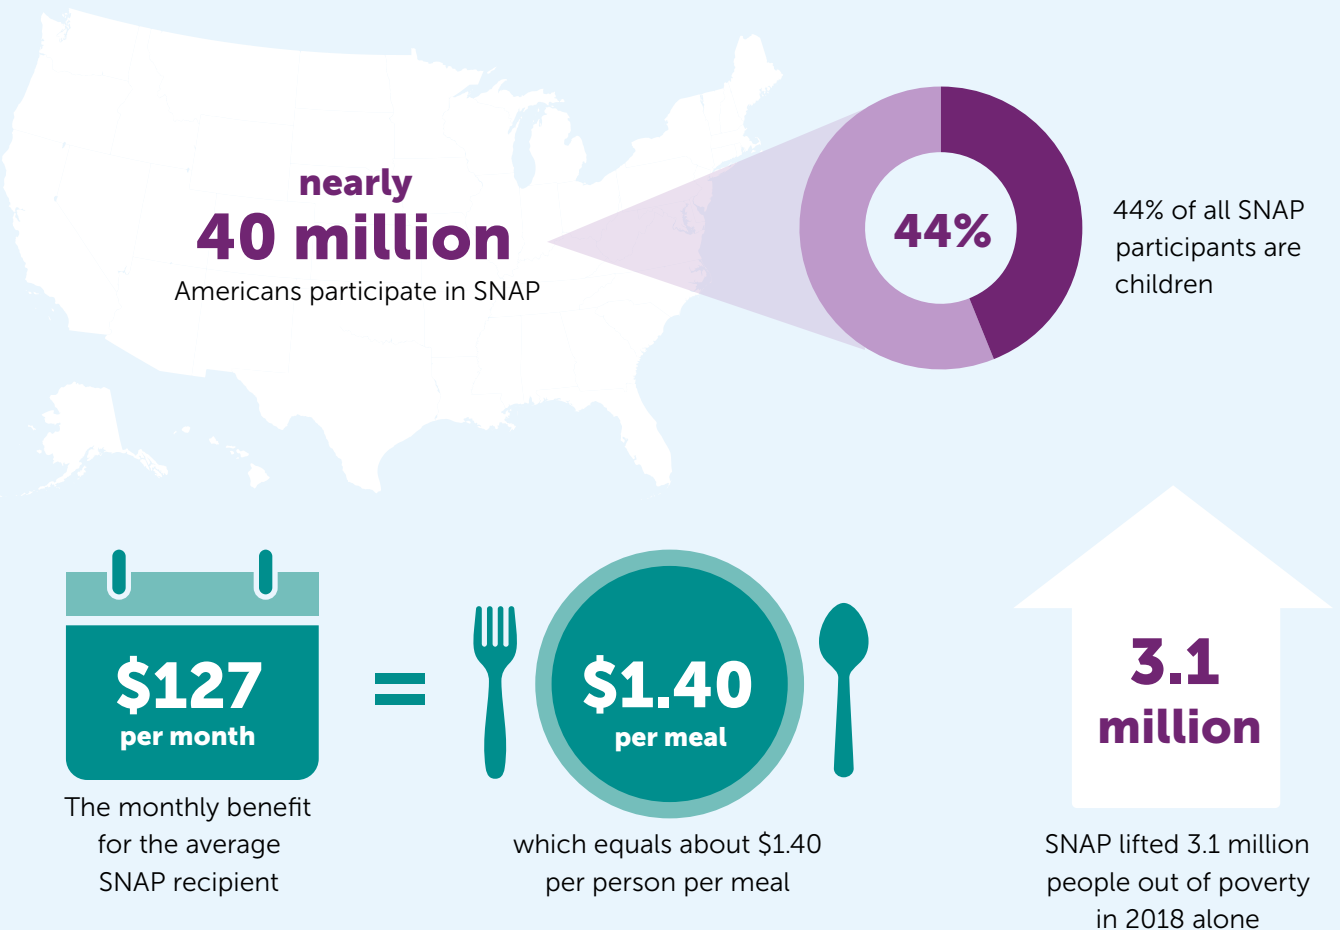 nearly
40 million
Americans participate in SNAP
44%
44% of all SNAP
participants are
children
$127
per month
The monthly benefit
for the average
SNAP recipient
=
$1.40
per meal
which equals about $1.40
per person per meal
3.1
million
SNAP lifted 3.1 million
people out of poverty
in 2018 alone